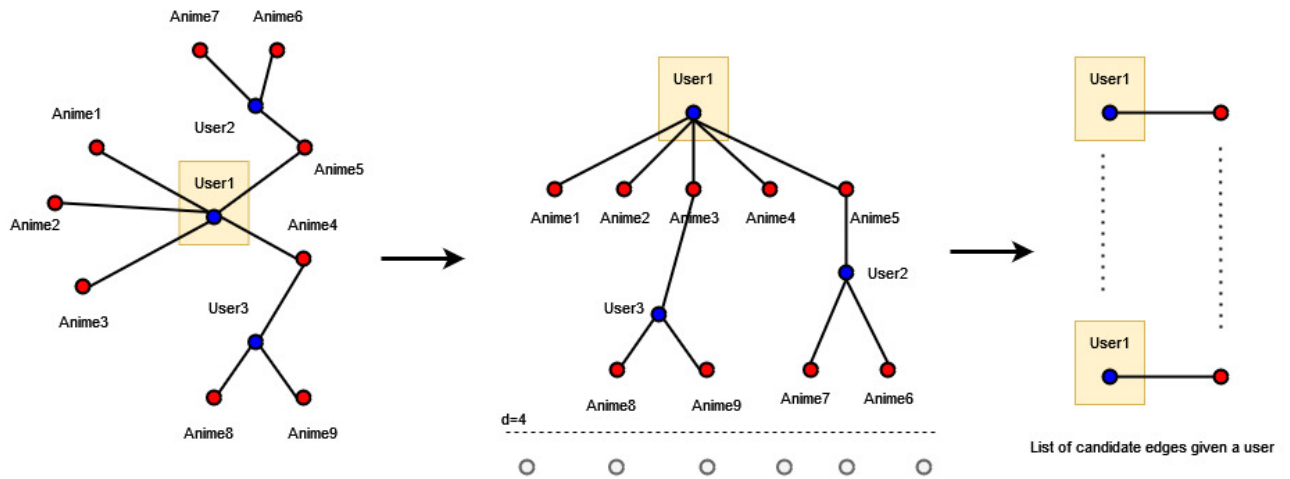 Anime7
Anime6
Anime1
User2
Anime5
User1
Anime2
Anime4
Anime3
User3
Anime8
Anime9
User1
Anime1
Anime2
Anime3
Anime4
Anime5
User2
User3
Anime8
Anime9
Anime7
Anime6
d=4
User1
User1
List of candidate edges given a user